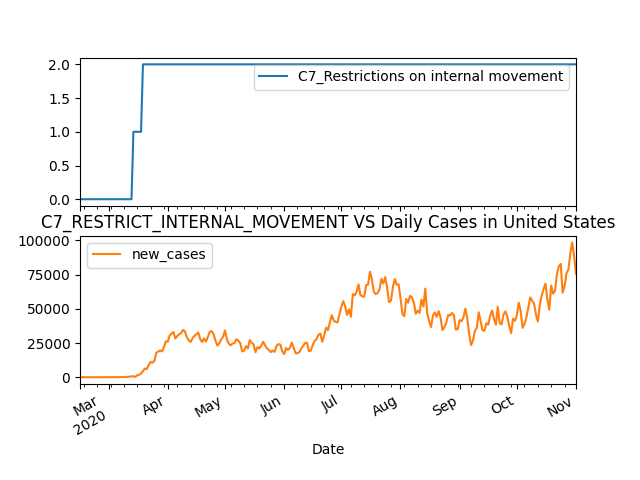 2.0
C7_Restrictions on internal movement
1.5
1.0
0.5
0.0
C7_RESTRICT_INTERNAL_MOVEMENT VS Daily Cases in United States
100000
new_cases
75000
50000
25000
0
Mar 2020 Apr May Jun Jul Aug Sep Oct Nov
Date